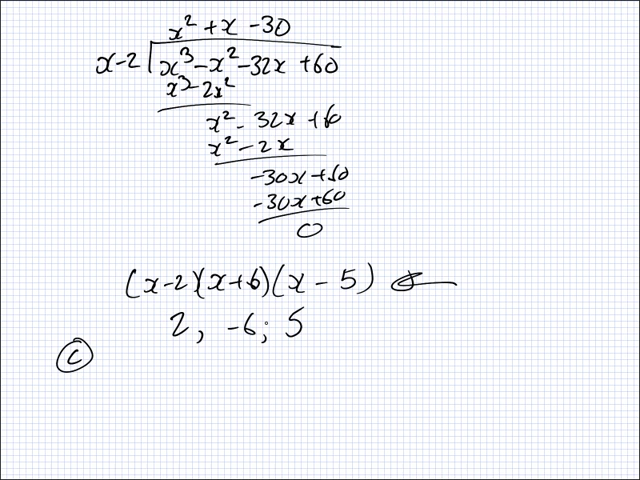 x² + x - 30
x-2 | x³ - x² - 32x + 60
x³ - 2x²
x² - 32x + 60
x² - 2x
-30x + 60
-30x + 60
0
(x-2)(x+6)(x-5) ←
2, -6; 5
(c)